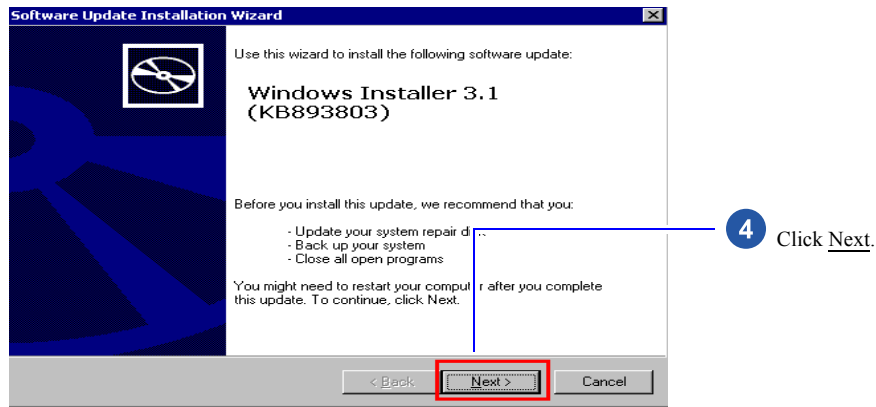 Software Update Installation Wizard
Use this wizard to install the following software update:
Windows Installer 3.1
(KB893803)
Before you install this update, we recommend that you:
- Update your system repair
- Back up your system
- Close all open programs
You might need to restart your after you complete
this update. To continue, click Next.
4
Click Next.
< Back
Next >
Cancel